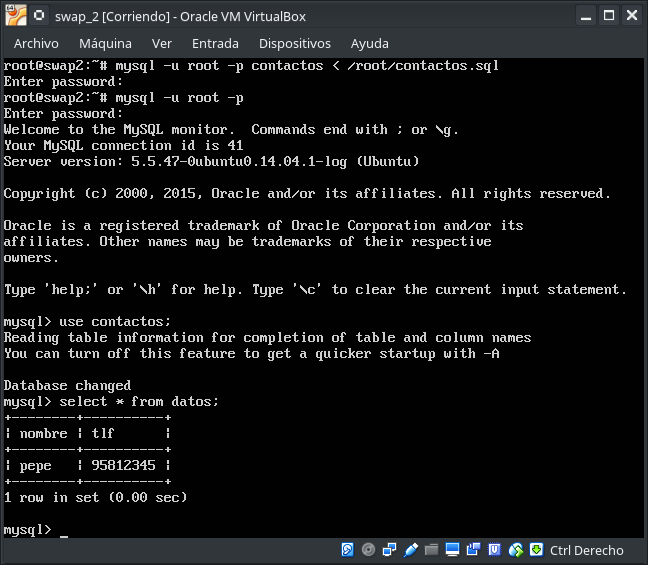 swap_2 [Corriendo] - Oracle VM VirtualBox
Archivo Máquina Ver Entrada Dispositivos Ayuda
root@swap2:~# mysql -u root -p contactos < /root/contactos.sql
Enter password:
root@swap2:~# mysql -u root -p
Enter password:
Welcome to the MySQL monitor.  Commands end with ; or \g.
Your MySQL connection id is 41
Server version: 5.5.47-0ubuntu0.14.04.1-log (Ubuntu)
Copyright (c) 2000, 2015, Oracle and/or its affiliates. All rights reserved.
Oracle is a registered trademark of Oracle Corporation and/or its
affiliates. Other names may be trademarks of their respective
owners.
Type 'help;' or '\h' for help. Type '\c' to clear the current input statement.
mysql> use contactos;
Reading table information for completion of table and column names
You can turn off this feature to get a quicker startup with -A
Database changed
mysql> select * from datos;
+--------+----------+
| nombre | tlf      |
+--------+----------+
| pepe   | 95812345 |
+--------+----------+
1 row in set (0.00 sec)
mysql> _
Ctrl Derecho